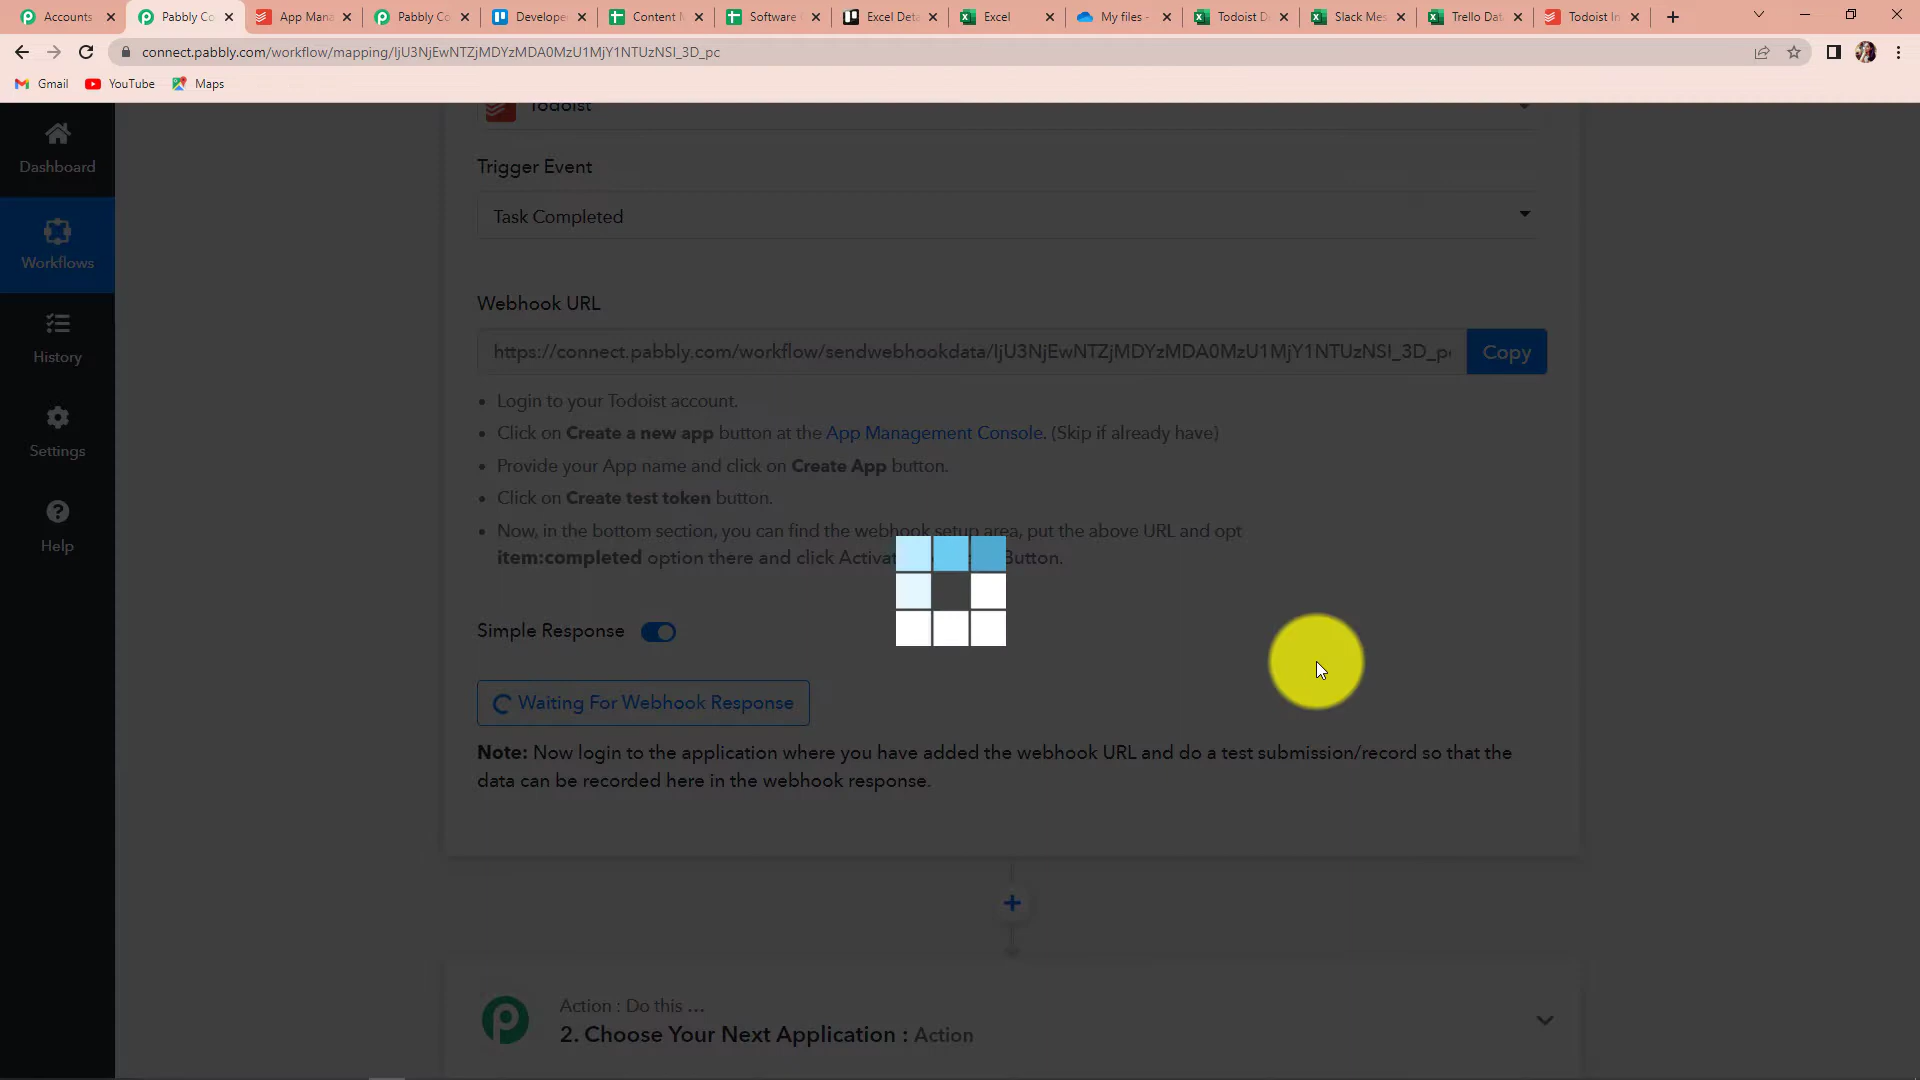 Accounts
Pabbly Co
App Mana
Pabbly Co
Develope
Content
Software
Excel Deta
Excel
My files -
Todoist D
Slack Mes
Trello Dat
Todoist In
connect.pabbly.com/workflow/mapping/IjU3NjEwNTZjMDYzMDA0MzU1MjY1NTUzNSI_3D_pc
Gmail
YouTube
Maps
Dashboard
Workflows
History
Settings
Help
Todoist
Trigger Event
Task Completed
Webhook URL
https://connect.pabbly.com/workflow/sendwebhookdata/IjU3NjEwNTZjMDYzMDA0MzU1MjY1NTUzNSI_3D_pc
Copy
• Login to your Todoist account.
• Click on Create a new app button at the App Management Console. (Skip if already have)
• Provide your App name and click on Create App button.
• Click on Create test token button.
• Now, in the bottom section, you can find the webhook setup area, put the above URL and opt
item:completed option there and click Activat Button.
Simple Response
Waiting For Webhook Response
Note: Now login to the application where you have added the webhook URL and do a test submission/record so that the
data can be recorded here in the webhook response.
Action : Do this ...
2. Choose Your Next Application : Action